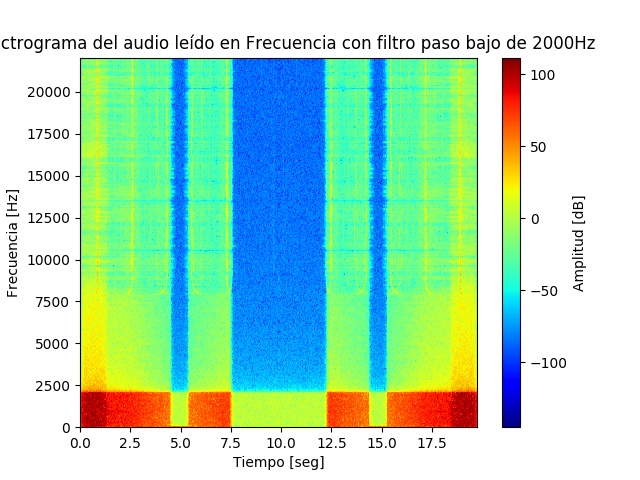 ctrograma del audio leído en Frecuencia con filtro paso bajo de 2000Hz
20000
17500
15000
12500
10000
7500
5000
2500
0
Frecuencia [Hz]
0.0 2.5 5.0 7.5 10.0 12.5 15.0 17.5
Tiempo [seg]
100
50
0
−50
−100
Amplitud [dB]